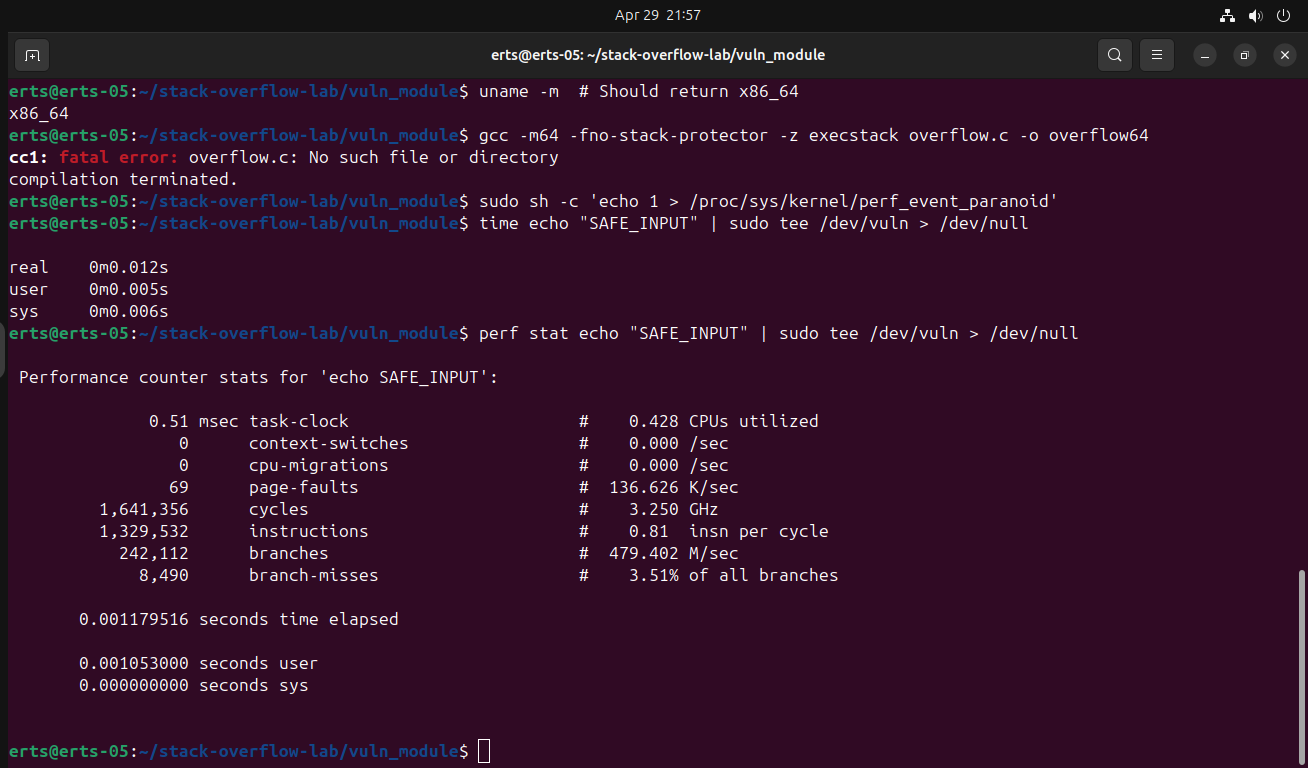 Apr 29 21:57
erts@erts-05: ~/stack-overflow-lab/vuln_module
erts@erts-05:~/stack-overflow-lab/vuln_module$ uname -m  # Should return x86_64
x86_64
erts@erts-05:~/stack-overflow-lab/vuln_module$ gcc -m64 -fno-stack-protector -z execstack overflow.c -o overflow64
cc1: fatal error: overflow.c: No such file or directory
compilation terminated.
erts@erts-05:~/stack-overflow-lab/vuln_module$ sudo sh -c 'echo 1 > /proc/sys/kernel/perf_event_paranoid'
erts@erts-05:~/stack-overflow-lab/vuln_module$ time echo "SAFE_INPUT" | sudo tee /dev/vuln > /dev/null
real    0m0.012s
user    0m0.005s
sys     0m0.006s
erts@erts-05:~/stack-overflow-lab/vuln_module$ perf stat echo "SAFE_INPUT" | sudo tee /dev/vuln > /dev/null
Performance counter stats for 'echo SAFE_INPUT':
0.51 msec task-clock                       #    0.428 CPUs utilized
0      context-switches                 #    0.000 /sec
0      cpu-migrations                   #    0.000 /sec
69      page-faults                      #  136.626 K/sec
1,641,356      cycles                           #    3.250 GHz
1,329,532      instructions                     #    0.81  insn per cycle
242,112      branches                         #  479.402 M/sec
8,490      branch-misses                    #    3.51% of all branches
0.001179516 seconds time elapsed
0.001053000 seconds user
0.000000000 seconds sys
erts@erts-05:~/stack-overflow-lab/vuln_module$